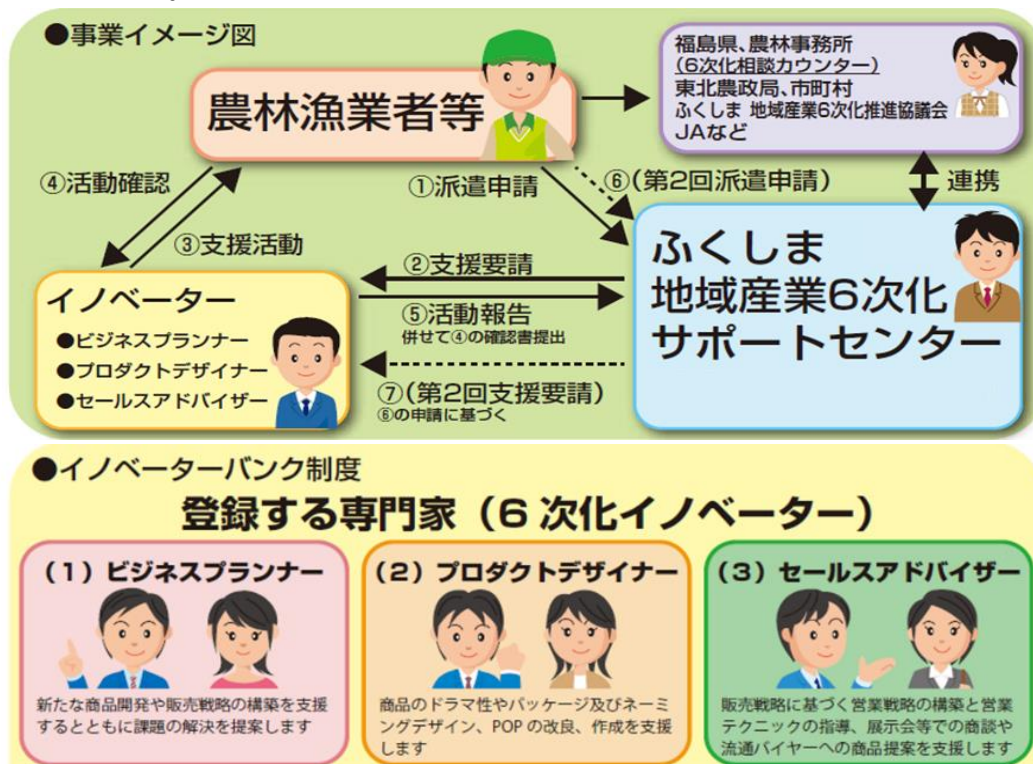 ●事業イメージ図
農林漁業者等
福島県、農林事務所
(6次化相談カウンター)
東北農政局、市町村
ふくしま 地域産業6次化推進協議会
JAなど
④活動確認
③支援活動
①派遣申請
⑥(第2回派遣申請)
連携
イノベーター
●ビジネスプランナー
●プロダクトデザイナー
●セールスアドバイザー
②支援要請
⑤活動報告
併せて④の確認書提出
⑦(第2回支援要請)
⑥の申請に基づく
ふくしま
地域産業6次化
サポートセンター
●イノベーターバンク制度
登録する専門家(6次化イノベーター)
(1)ビジネスプランナー
新たな商品開発や販売戦略の構築を支援
するとともに課題の解決を提案します
(2)プロダクトデザイナー
商品のドラマ性やパッケージ及びネーミ
ングデザイン、POPの改良、作成を支援
します
(3)セールスアドバイザー
販売戦略に基づく営業戦略の構築と営業
テクニックの指導、展示会等での商談や
流通バイヤーへの商品提案を支援します